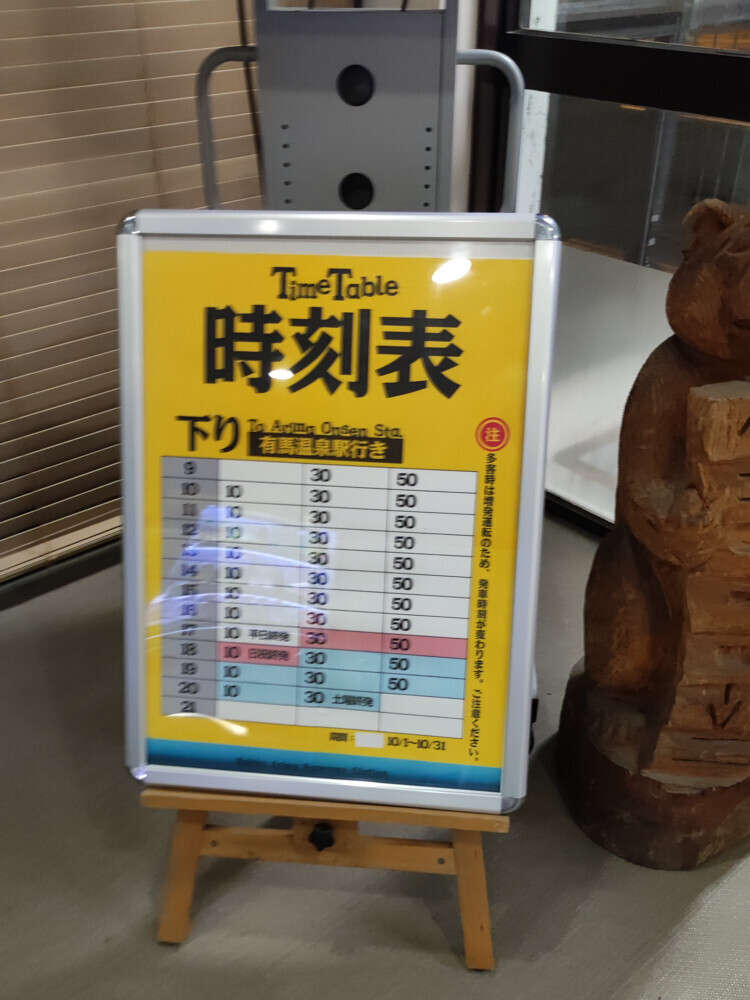 TimeTable
時刻表
下り To Arima Onsen Sta.
有馬温泉駅行き
注
多客時は増発運転のため、発車時刻が変わります。ご注意ください。
9 30 50
10 10 30 50
11 10 30 50
12 10 30 50
13 10 30 50
14 10 30 50
15 10 30 50
16 10 30 50
17 10 平日終発 30 50
18 10 日祝終発 30 50
19 10 30 50
20 10 30 土曜終発
21
期間： 10/1~10/31